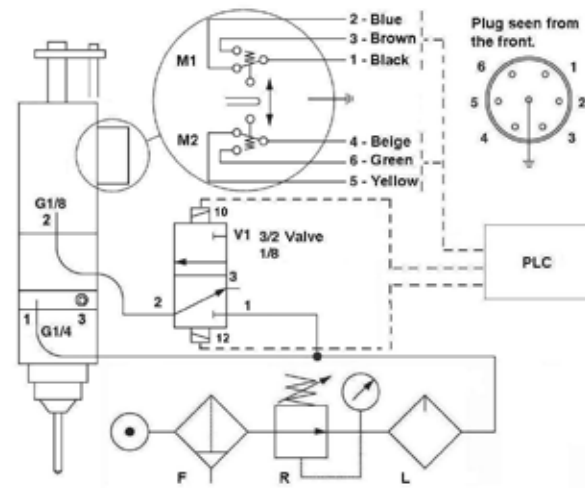 2 - Blue
3 - Brown
1 - Black
M1
M2
4 - Beige
6 - Green
5 - Yellow
Plug seen from
the front.
6
1
5
2
4
3
G1/8
2
10
V1 3/2 Valve
1/8
3
2
1
12
PLC
1
3
G1/4
F
R
L